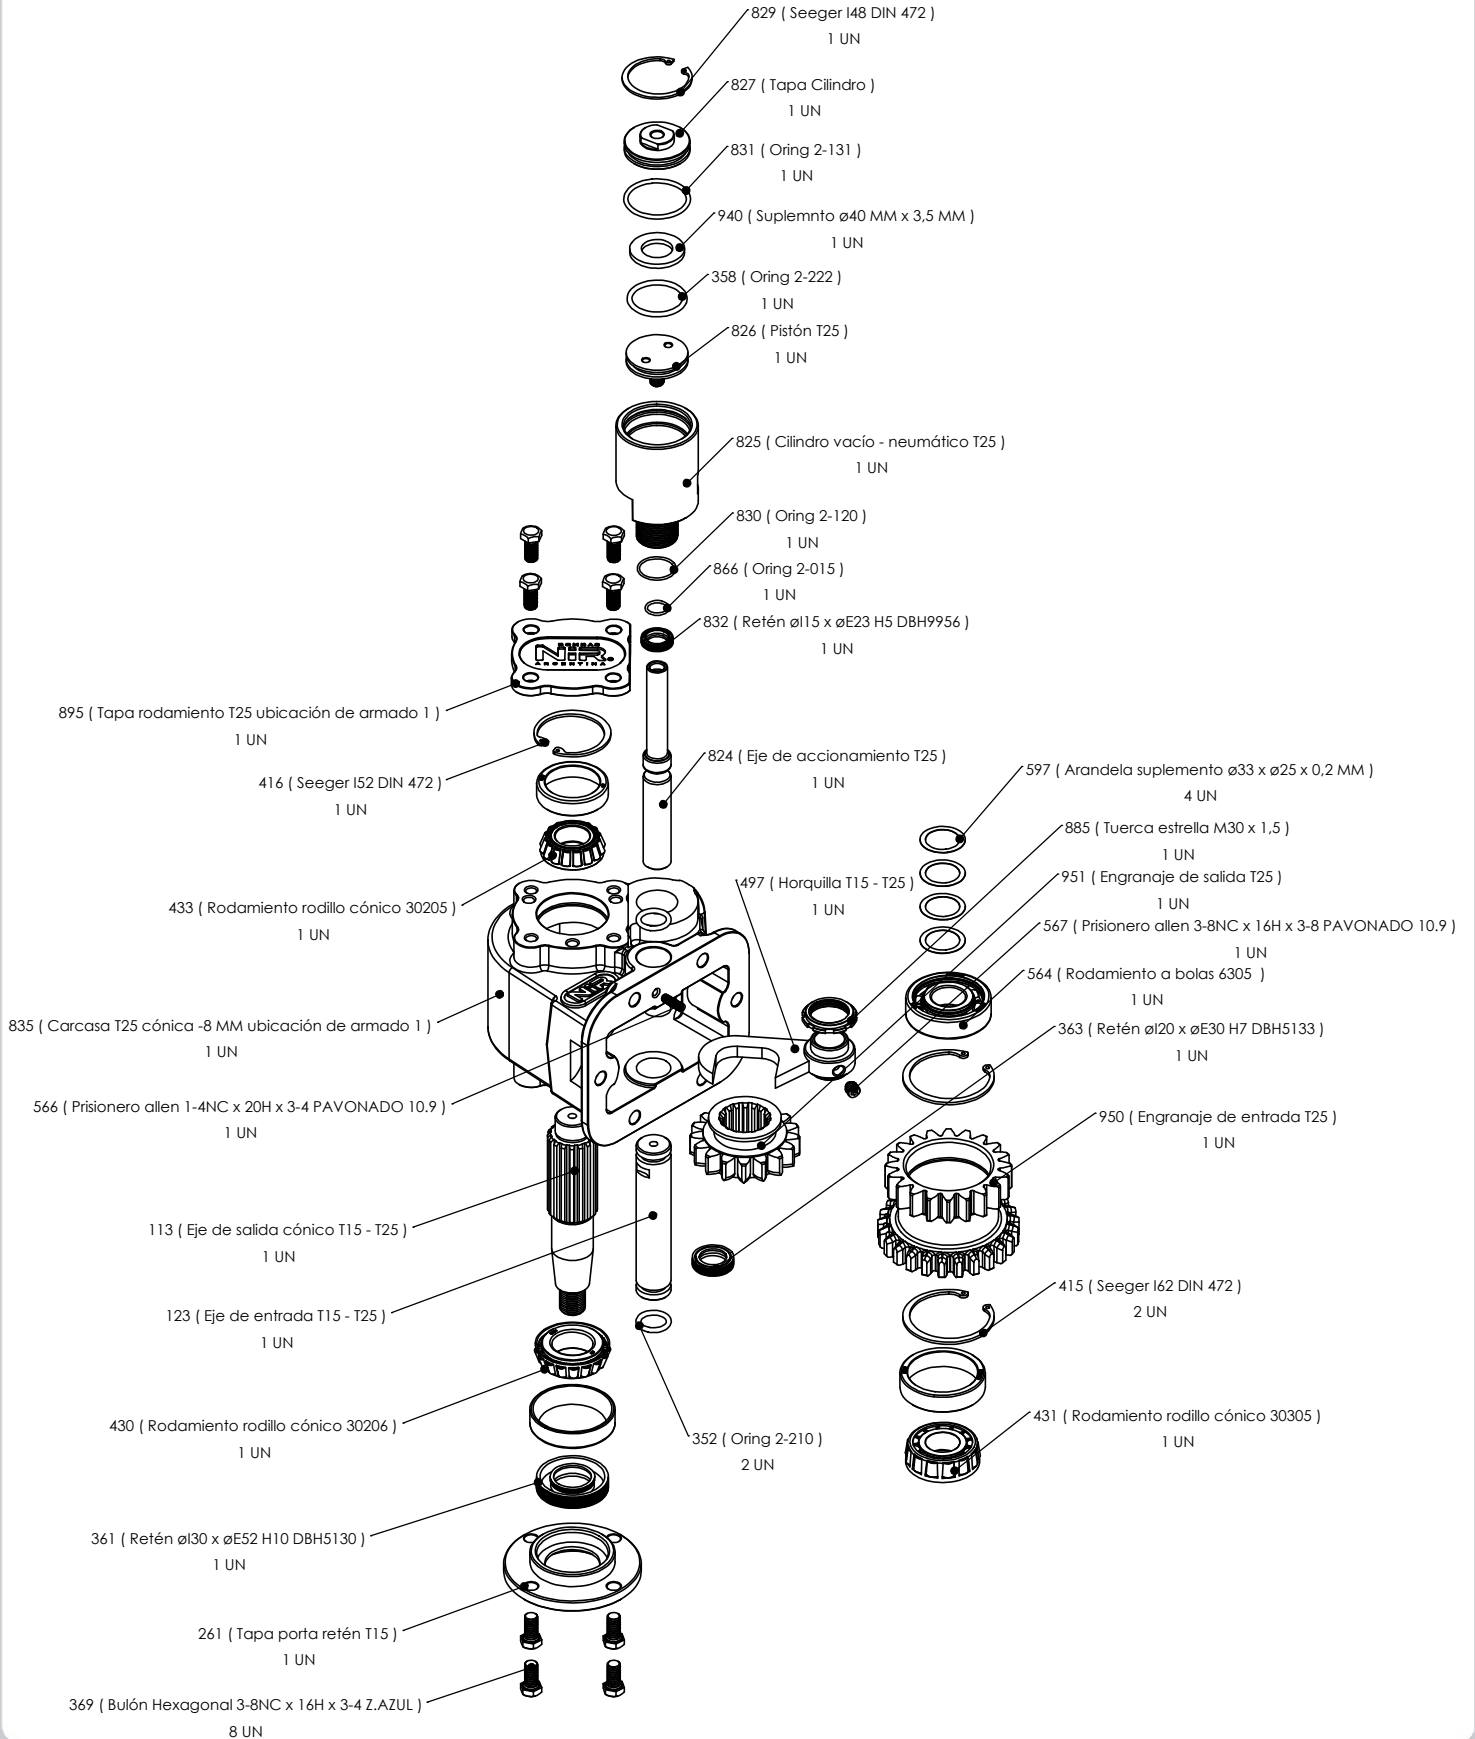 829 ( Seeger I48 DIN 472 )
1 UN
827 ( Tapa Cilindro )
1 UN
831 ( Oring 2-131 )
1 UN
940 ( Suplemnto ø40 MM x 3,5 MM )
1 UN
358 ( Oring 2-222 )
1 UN
826 ( Pistón T25 )
1 UN
825 ( Cilindro vacío - neumático T25 )
1 UN
830 ( Oring 2-120 )
1 UN
866 ( Oring 2-015 )
1 UN
832 ( Retén øI15 x øE23 H5 DBH9956 )
1 UN
BOMBAS
NiR
ARGENTINA
895 ( Tapa rodamiento T25 ubicación de armado 1 )
1 UN
416 ( Seeger I52 DIN 472 )
1 UN
824 ( Eje de accionamiento T25 )
1 UN
597 ( Arandela suplemento ø33 x ø25 x 0,2 MM )
4 UN
885 ( Tuerca estrella M30 x 1,5 )
1 UN
951 ( Engranaje de salida T25 )
1 UN
497 ( Horquilla T15 - T25 )
1 UN
433 ( Rodamiento rodillo cónico 30205 )
1 UN
567 ( Prisionero allen 3-8NC x 16H x 3-8 PAVONADO 10.9 )
1 UN
564 ( Rodamiento a bolas 6305 )
1 UN
NiR
835 ( Carcasa T25 cónica -8 MM ubicación de armado 1 )
1 UN
363 ( Retén øI20 x øE30 H7 DBH5133 )
1 UN
566 ( Prisionero allen 1-4NC x 20H x 3-4 PAVONADO 10.9 )
1 UN
950 ( Engranaje de entrada T25 )
1 UN
113 ( Eje de salida cónico T15 - T25 )
1 UN
415 ( Seeger I62 DIN 472 )
2 UN
123 ( Eje de entrada T15 - T25 )
1 UN
430 ( Rodamiento rodillo cónico 30206 )
1 UN
431 ( Rodamiento rodillo cónico 30305 )
1 UN
352 ( Oring 2-210 )
2 UN
361 ( Retén øI30 x øE52 H10 DBH5130 )
1 UN
261 ( Tapa porta retén T15 )
1 UN
369 ( Bulón Hexagonal 3-8NC x 16H x 3-4 Z.AZUL )
8 UN